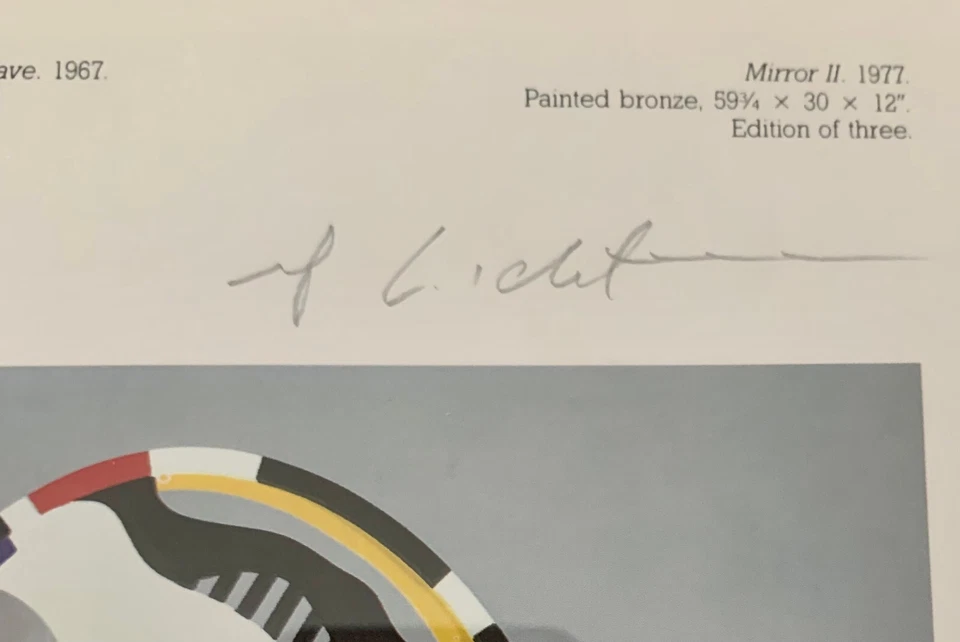 ave. 1967.
Mirror II. 1977.
Painted bronze, 59¾ × 30 × 12".
Edition of three.